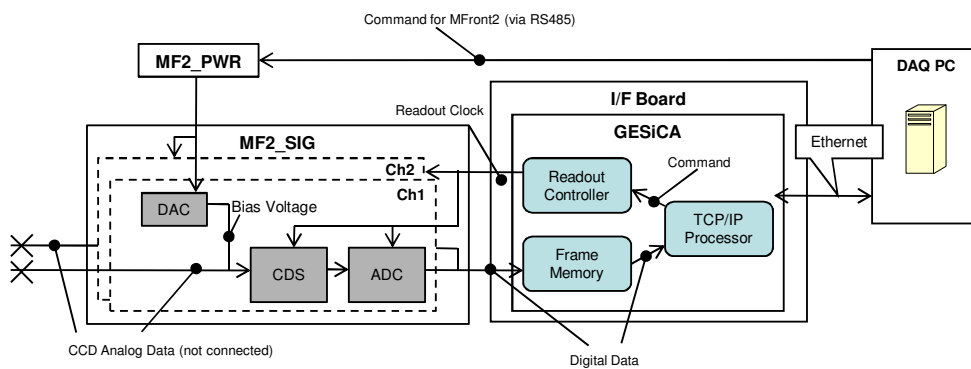 Command for MFront2 (via RS485)
MF2_PWR
DAQ PC
I/F Board
Readout Clock
GESiCA
Ethernet
MF2_SIG
Command
Ch2
Readout
Controller
Ch1
DAC
Bias Voltage
TCP/IP
Processor
CDS
ADC
Frame
Memory
CCD Analog Data (not connected)
Digital Data